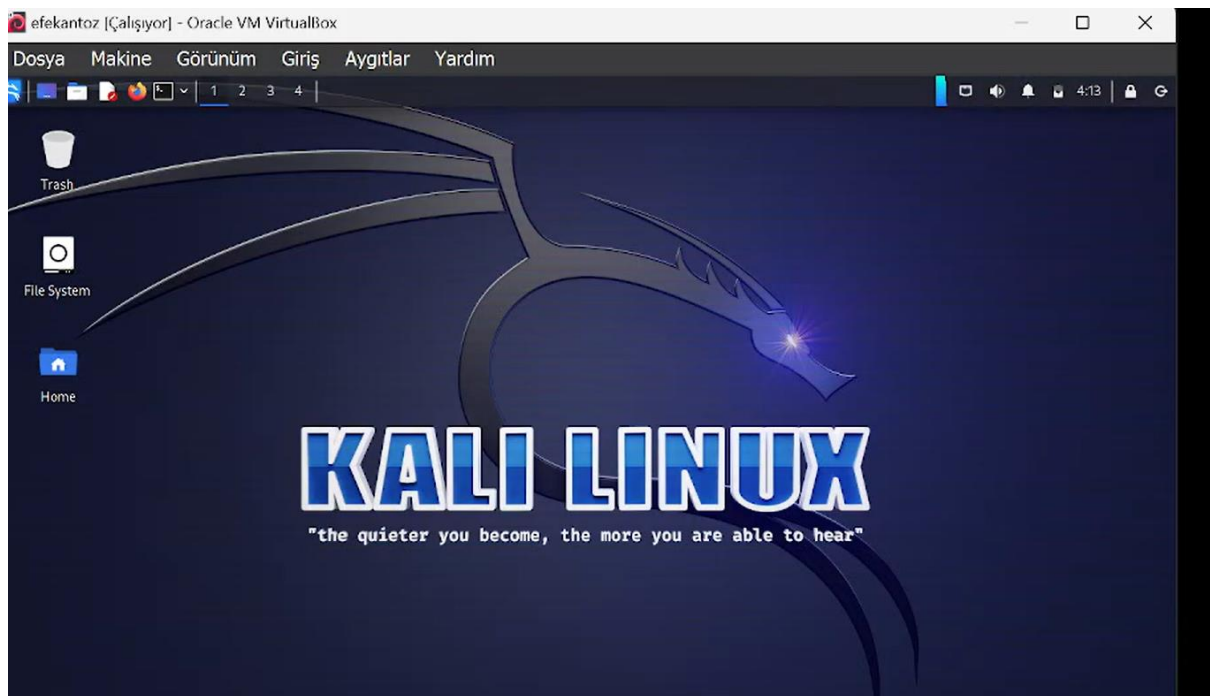 efekantoz [Çalışıyor] - Oracle VM VirtualBox
Dosya Makine Görünüm Giriş Aygıtlar Yardım
1 2 3 4 4:13
Trash
File System
Home
KALI LINUX
"the quieter you become, the more you are able to hear"